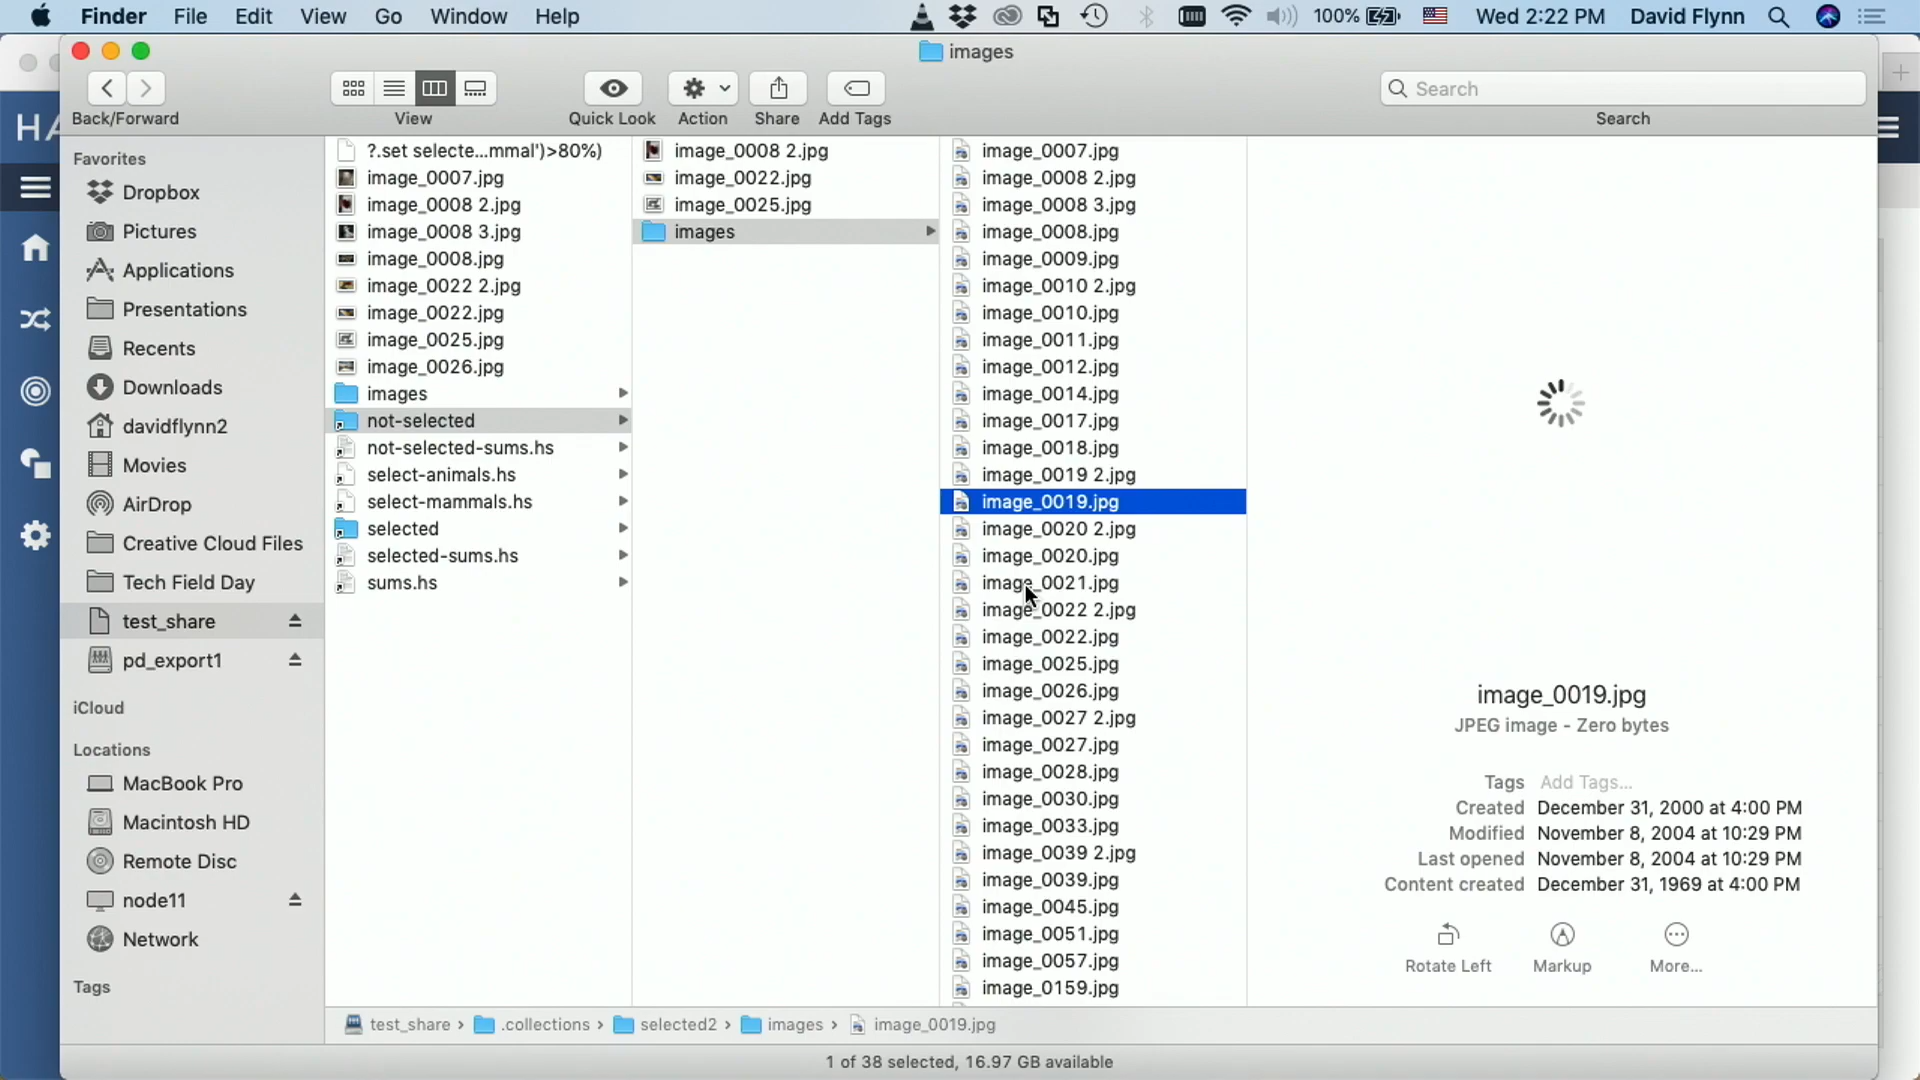 Finder File Edit View Go Window Help 100% Wed 2:22 PM David Flynn
images
Search
Back/Forward View Quick Look Action Share Add Tags Search
HA
Favorites
Dropbox
Pictures
Applications
Presentations
Recents
Downloads
davidflynn2
Movies
AirDrop
Creative Cloud Files
Tech Field Day
test_share
pd_export1
iCloud
Locations
MacBook Pro
Macintosh HD
Remote Disc
node11
Network
Tags
?.set selecte...mmal')>80%)
image_0007.jpg
image_0008 2.jpg
image_0008 3.jpg
image_0008.jpg
image_0022 2.jpg
image_0022.jpg
image_0025.jpg
image_0026.jpg
images
not-selected
not-selected-sums.hs
select-animals.hs
select-mammals.hs
selected
selected-sums.hs
sums.hs
image_0008 2.jpg
image_0022.jpg
image_0025.jpg
images
image_0007.jpg
image_0008 2.jpg
image_0008 3.jpg
image_0008.jpg
image_0009.jpg
image_0010 2.jpg
image_0010.jpg
image_0011.jpg
image_0012.jpg
image_0014.jpg
image_0017.jpg
image_0018.jpg
image_0019 2.jpg
image_0019.jpg
image_0020 2.jpg
image_0020.jpg
image_0021.jpg
image_0022 2.jpg
image_0022.jpg
image_0025.jpg
image_0026.jpg
image_0027 2.jpg
image_0027.jpg
image_0028.jpg
image_0030.jpg
image_0033.jpg
image_0039 2.jpg
image_0039.jpg
image_0045.jpg
image_0051.jpg
image_0057.jpg
image_0159.jpg
image_0019.jpg
JPEG image - Zero bytes
Tags Add Tags...
Created December 31, 2000 at 4:00 PM
Modified November 8, 2004 at 10:29 PM
Last opened November 8, 2004 at 10:29 PM
Content created December 31, 1969 at 4:00 PM
Rotate Left Markup More...
test_share › .collections › selected2 › images › image_0019.jpg
1 of 38 selected, 16.97 GB available